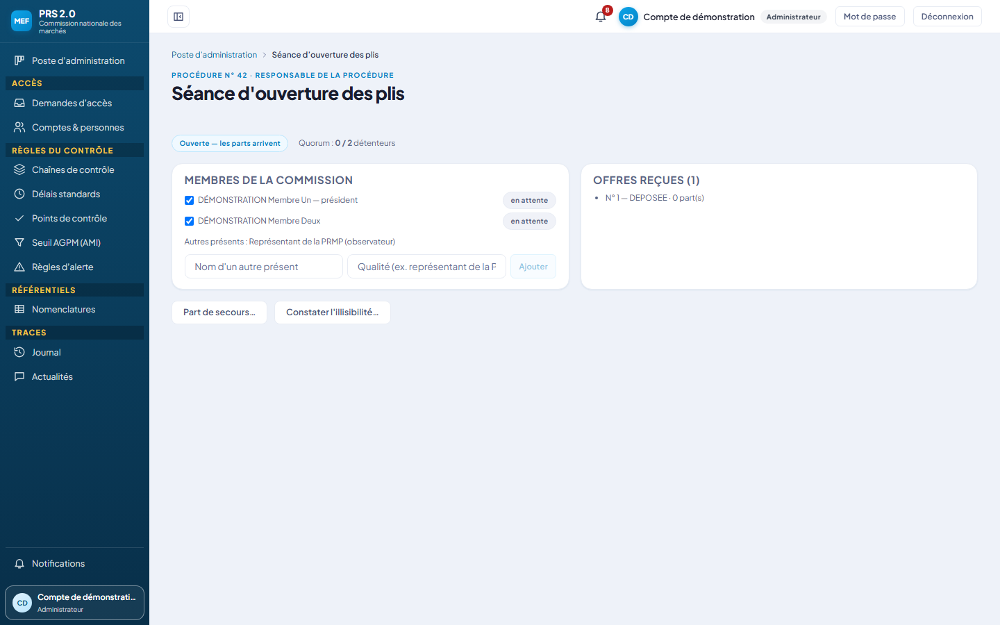 MEF
PRS 2.0
Commission nationale des
marchés
Poste d'administration
ACCÈS
Demandes d'accès
Comptes & personnes
RÈGLES DU CONTRÔLE
Chaînes de contrôle
Délais standards
Points de contrôle
Seuil AGPM (AMI)
Règles d'alerte
RÉFÉRENTIELS
Nomenclatures
TRACES
Journal
Actualités
Notifications
CD
Compte de démonstrati…
Administrateur
8
CD
Compte de démonstration
Administrateur
Mot de passe
Déconnexion
Poste d'administration > Séance d'ouverture des plis
PROCÉDURE N° 42 · RESPONSABLE DE LA PROCÉDURE
Séance d'ouverture des plis
Ouverte — les parts arrivent
Quorum : 0 / 2 détenteurs
MEMBRES DE LA COMMISSION
DÉMONSTRATION Membre Un — président
en attente
DÉMONSTRATION Membre Deux
en attente
Autres présents : Représentant de la PRMP (observateur)
Nom d'un autre présent
Qualité (ex. représentant de la P
Ajouter
OFFRES REÇUES (1)
• N° 1 — DEPOSEE · 0 part(s)
Part de secours…
Constater l'illisibilité…